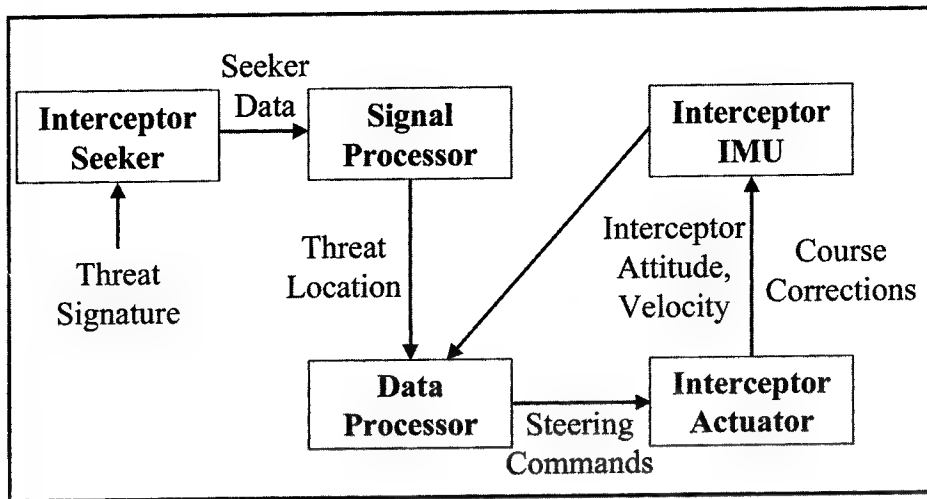 Seeker
Data
Interceptor
Seeker
Signal
Processor
Interceptor
IMU
Threat
Signature
Threat
Location
Interceptor
Attitude,
Velocity
Course
Corrections
Data
Processor
Steering
Commands
Interceptor
Actuator